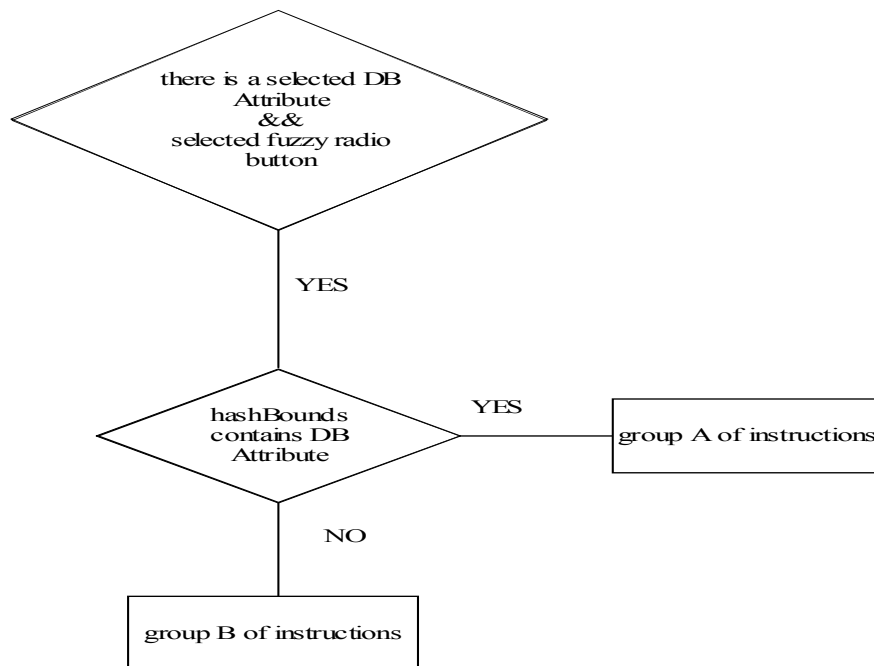 there is a selected DB
Attribute
&&
selected fuzzy radio
button
YES
hashBounds
contains DB
Attribute
YES
group A of instructions
NO
group B of instructions